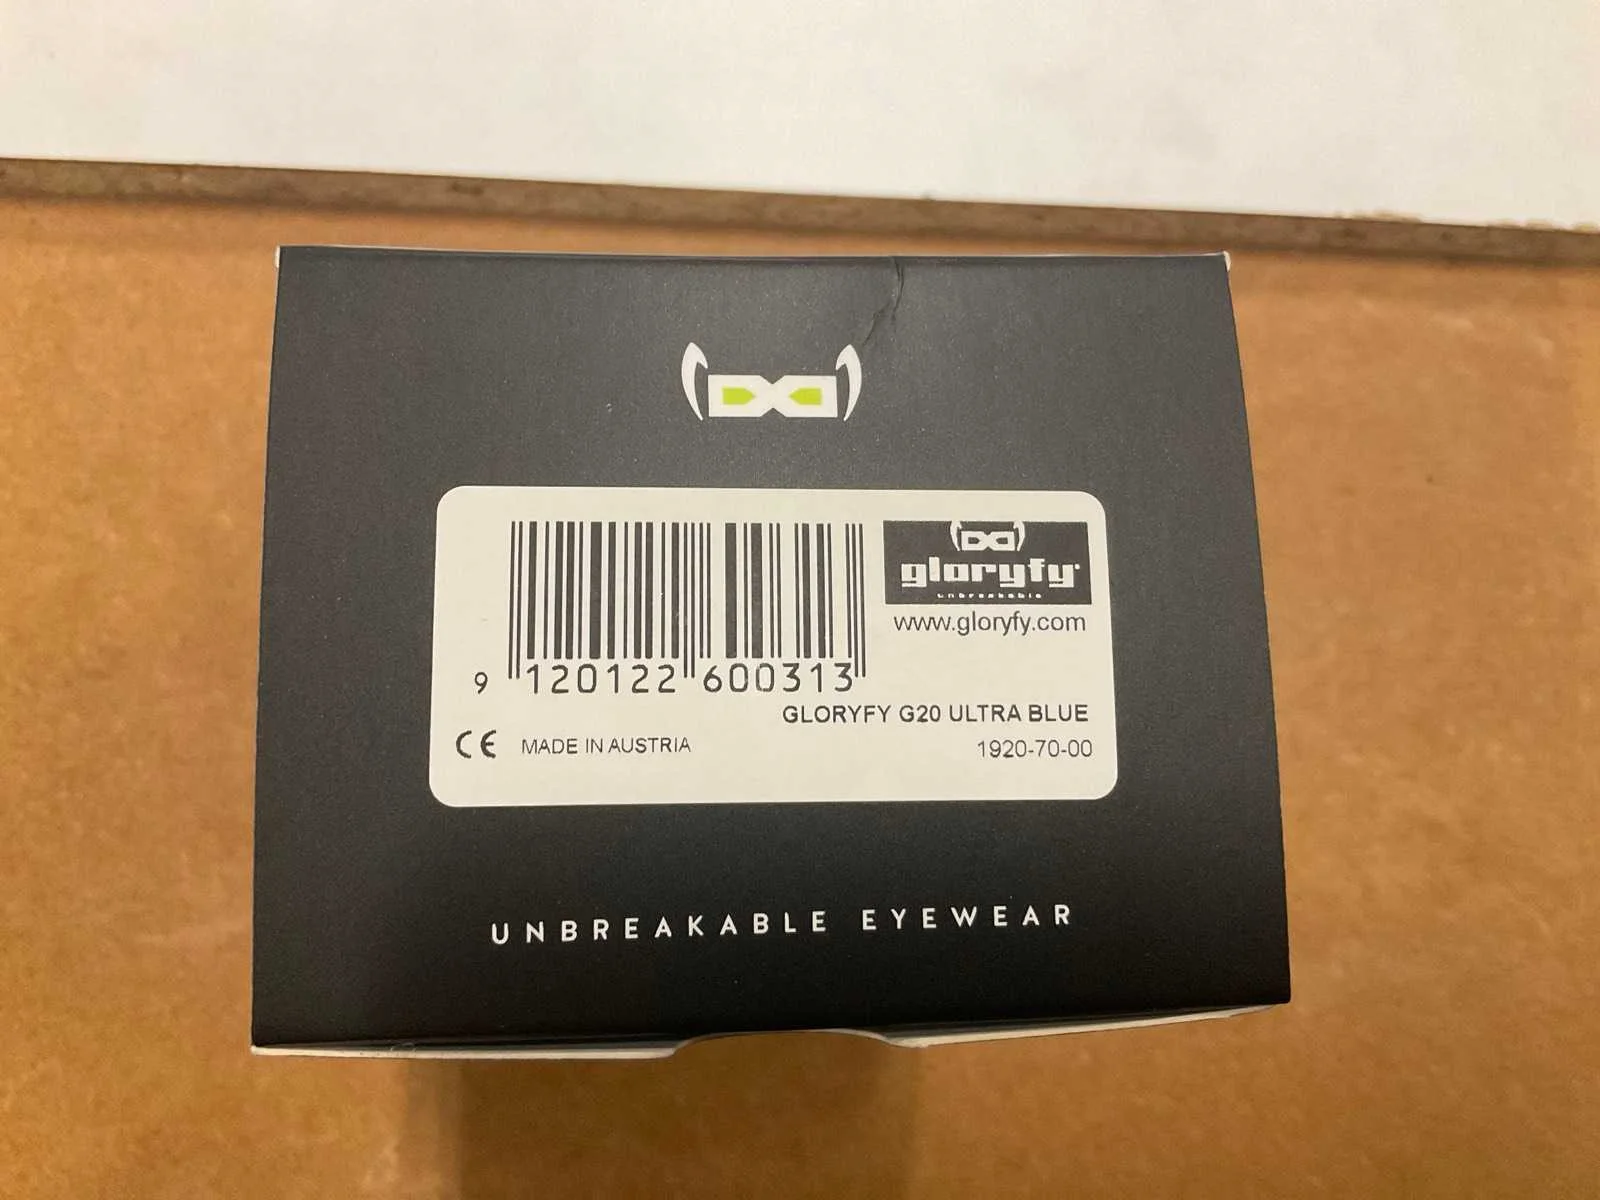 gloryfy
unbreakable
www.gloryfy.com
9 120122 600313
GLORYFY G20 ULTRA BLUE
CE MADE IN AUSTRIA
1920-70-00
UNBREAKABLE EYEWEAR